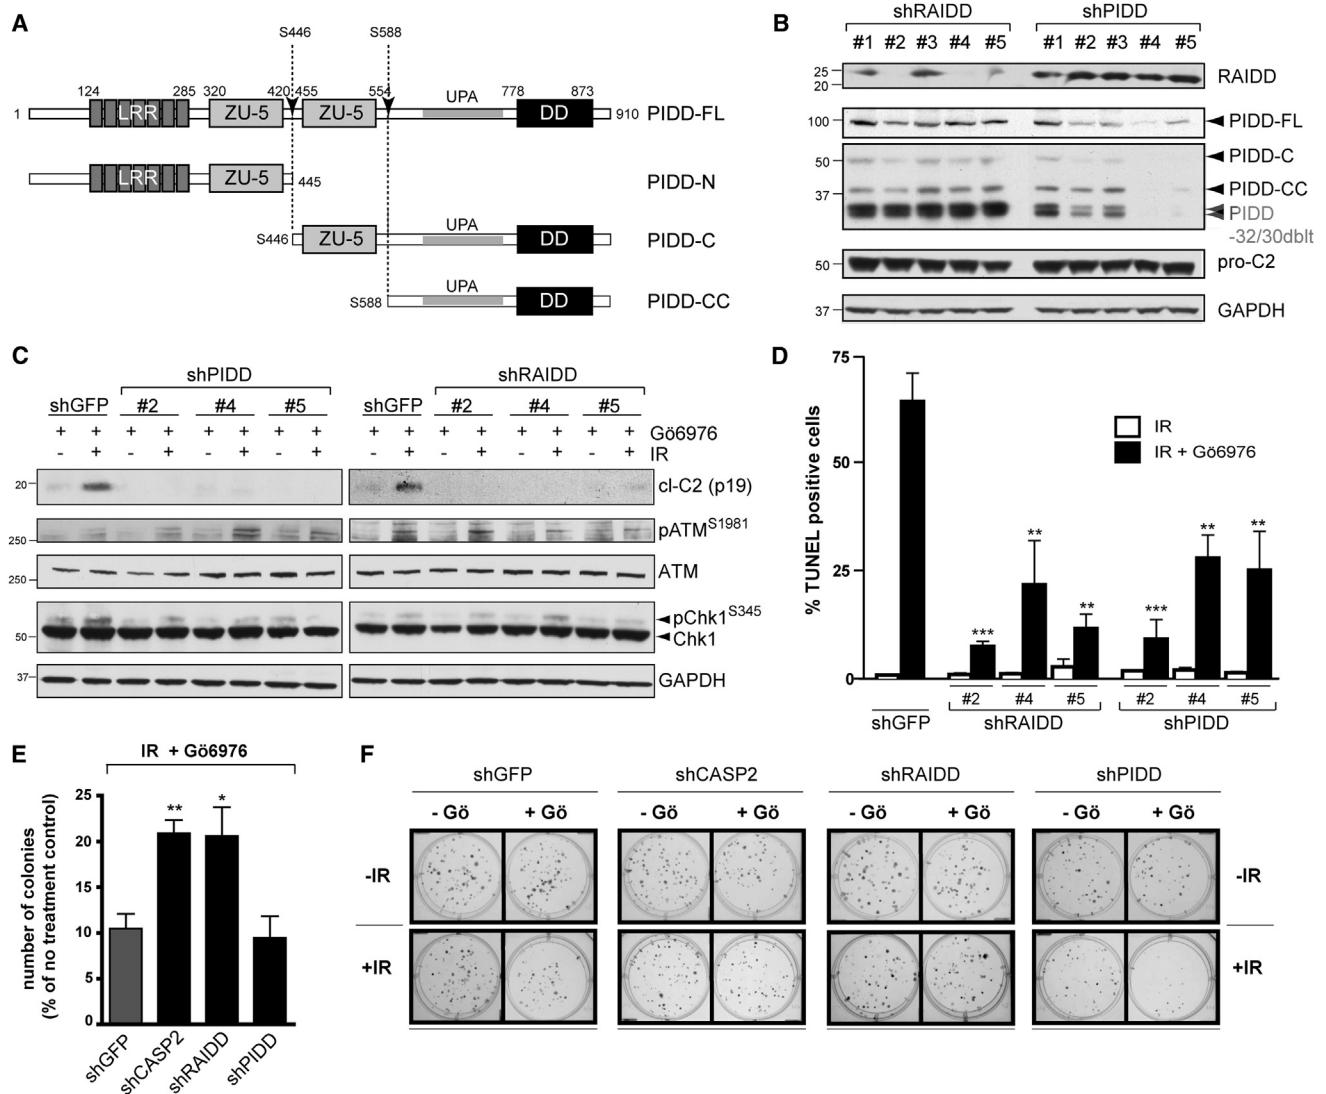 A
S446 S588
124 285 320 420 455 554 UPA 778 873
1 LRR ZU-5 ZU-5 DD 910 PIDD-FL
LRR ZU-5 445 PIDD-N
S446 ZU-5 UPA DD PIDD-C
S588 UPA DD PIDD-CC
B
shRAIDD shPIDD
#1 #2 #3 #4 #5 #1 #2 #3 #4 #5
25
20 RAIDD
100 PIDD-FL
50 PIDD-C
37 PIDD-CC
PIDD
-32/30dblt
50 pro-C2
37 GAPDH
C
shPIDD shRAIDD
shGFP #2 #4 #5 shGFP #2 #4 #5
+ + + + + + + + + + + + + + + + Gö6976
- + - + - + - + - + - + - + - + IR
20 cl-C2 (p19)
250 pATM S1981
250 ATM
pChk1 S345
50 Chk1
37 GAPDH
D
% TUNEL positive cells
75
50
25
0
IR
IR + Gö6976
*** ** ** *** ** **
#2 #4 #5 #2 #4 #5
shGFP shRAIDD shPIDD
E
IR + Gö6976
number of colonies
(% of no treatment control)
25
20
15
10
5
0
** *
shGFP shCASP2 shRAIDD shPIDD
F
shGFP shCASP2 shRAIDD shPIDD
- Gö + Gö - Gö + Gö - Gö + Gö - Gö + Gö
-IR -IR
+IR +IR